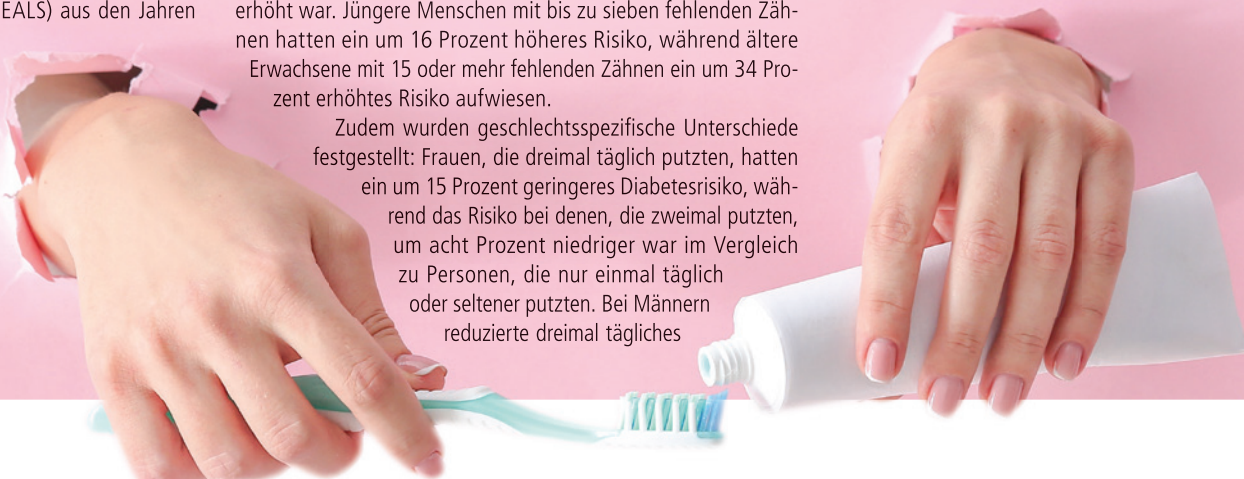 EALS) aus den Jahren
erhöht war. Jüngere Menschen mit bis zu sieben fehlenden Zäh-
nen hatten ein um 16 Prozent höheres Risiko, während ältere
Erwachsene mit 15 oder mehr fehlenden Zähnen ein um 34 Pro-
zent erhöhtes Risiko aufwiesen.
Zudem wurden geschlechtsspezifische Unterschiede
festgestellt: Frauen, die dreimal täglich putzten, hatten
ein um 15 Prozent geringeres Diabetesrisiko, wäh-
rend das Risiko bei denen, die zweimal putzten,
um acht Prozent niedriger war im Vergleich
zu Personen, die nur einmal täglich
oder seltener putzten. Bei Männern
reduzierte dreimal tägliches